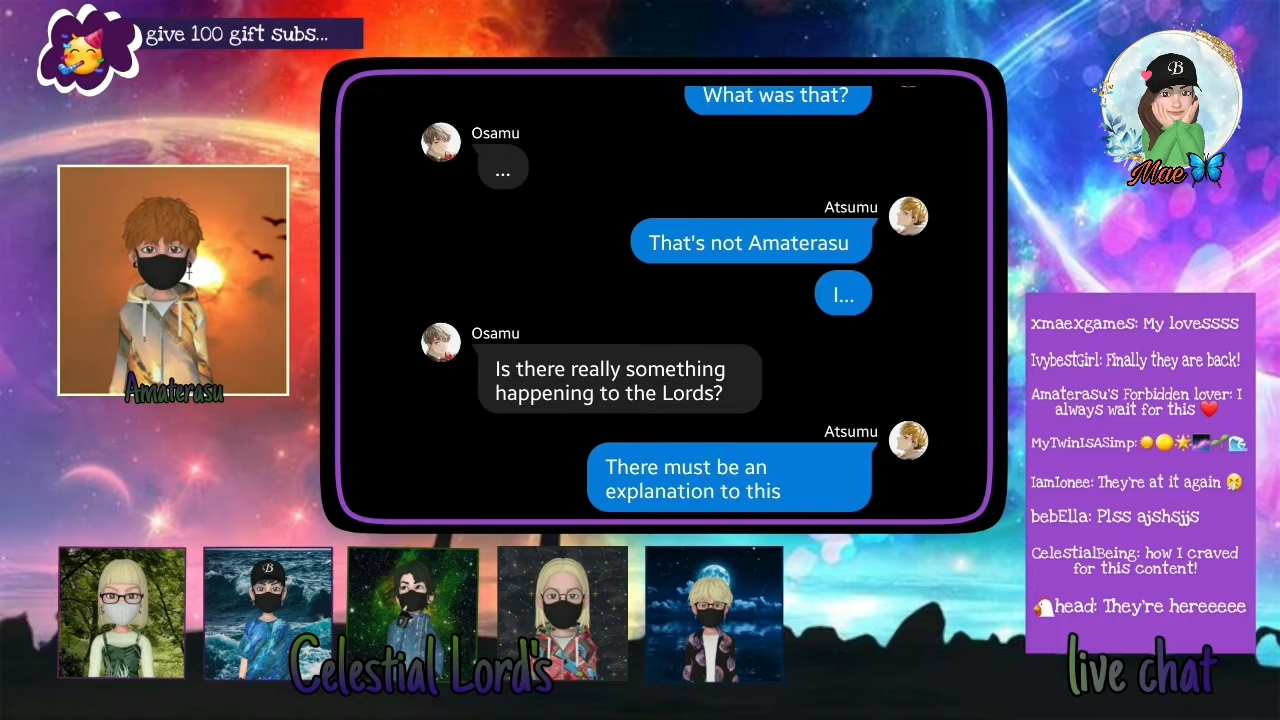 give 100 gift subs...
What was that?
B
Mae
Osamu
...
Atsumu
That's not Amaterasu
I...
Osamu
Is there really something
happening to the Lords?
Atsumu
There must be an
explanation to this
Amaterasu
xmaexgames: My lovessss
IvybestGirl: Finally they are back!
Amaterasu's Forbidden lover: I
always wait for this ❤️
MyTwinIsASimp: 🟡🌕🌟🌌🌱🌊
IamIonee: They're at it again 🤧
bebElla: Plss ajshsjjs
CelestialBeing: how I craved
for this content!
🐔head: They're hereeeee
B
Celestial Lord's
live chat